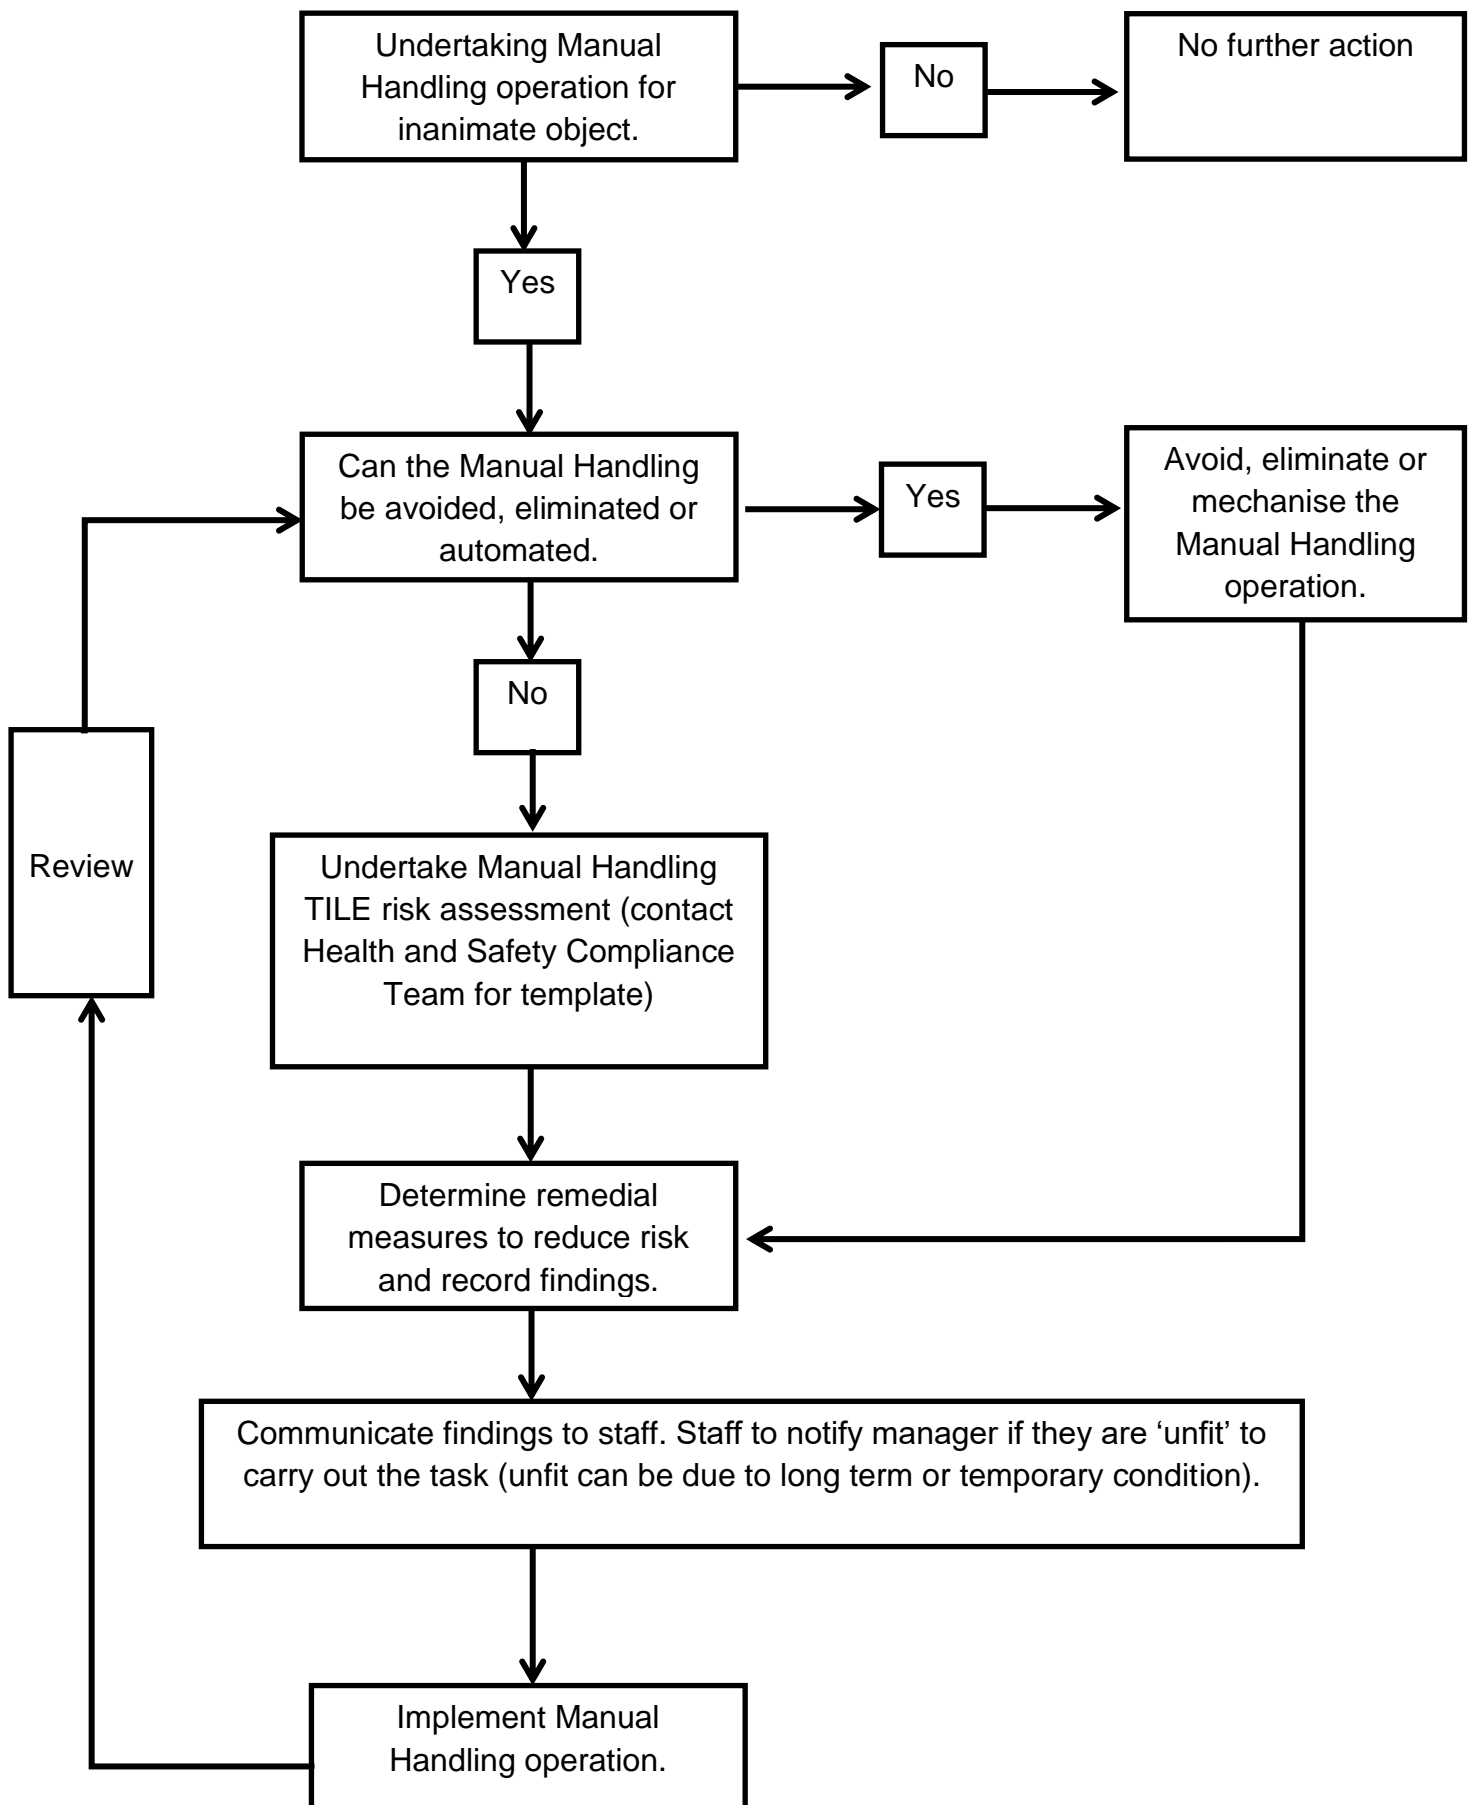 Undertaking Manual
Handling operation for
inanimate object.
No
No further action
Yes
Can the Manual Handling
be avoided, eliminated or
automated.
Yes
Avoid, eliminate or
mechanise the
Manual Handling
operation.
No
Review
Undertake Manual Handling
TILE risk assessment (contact
Health and Safety Compliance
Team for template)
Determine remedial
measures to reduce risk
and record findings.
Communicate findings to staff. Staff to notify manager if they are ‘unfit’ to
carry out the task (unfit can be due to long term or temporary condition).
Implement Manual
Handling operation.